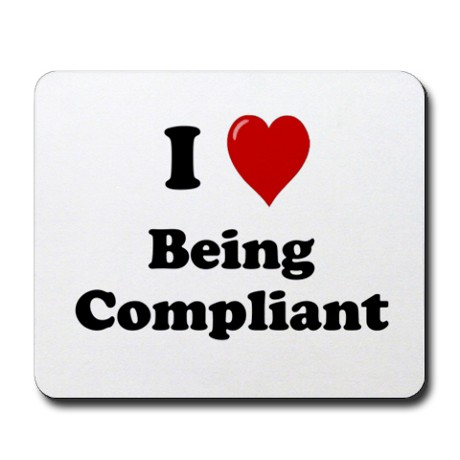 I ❤
Being
Compliant